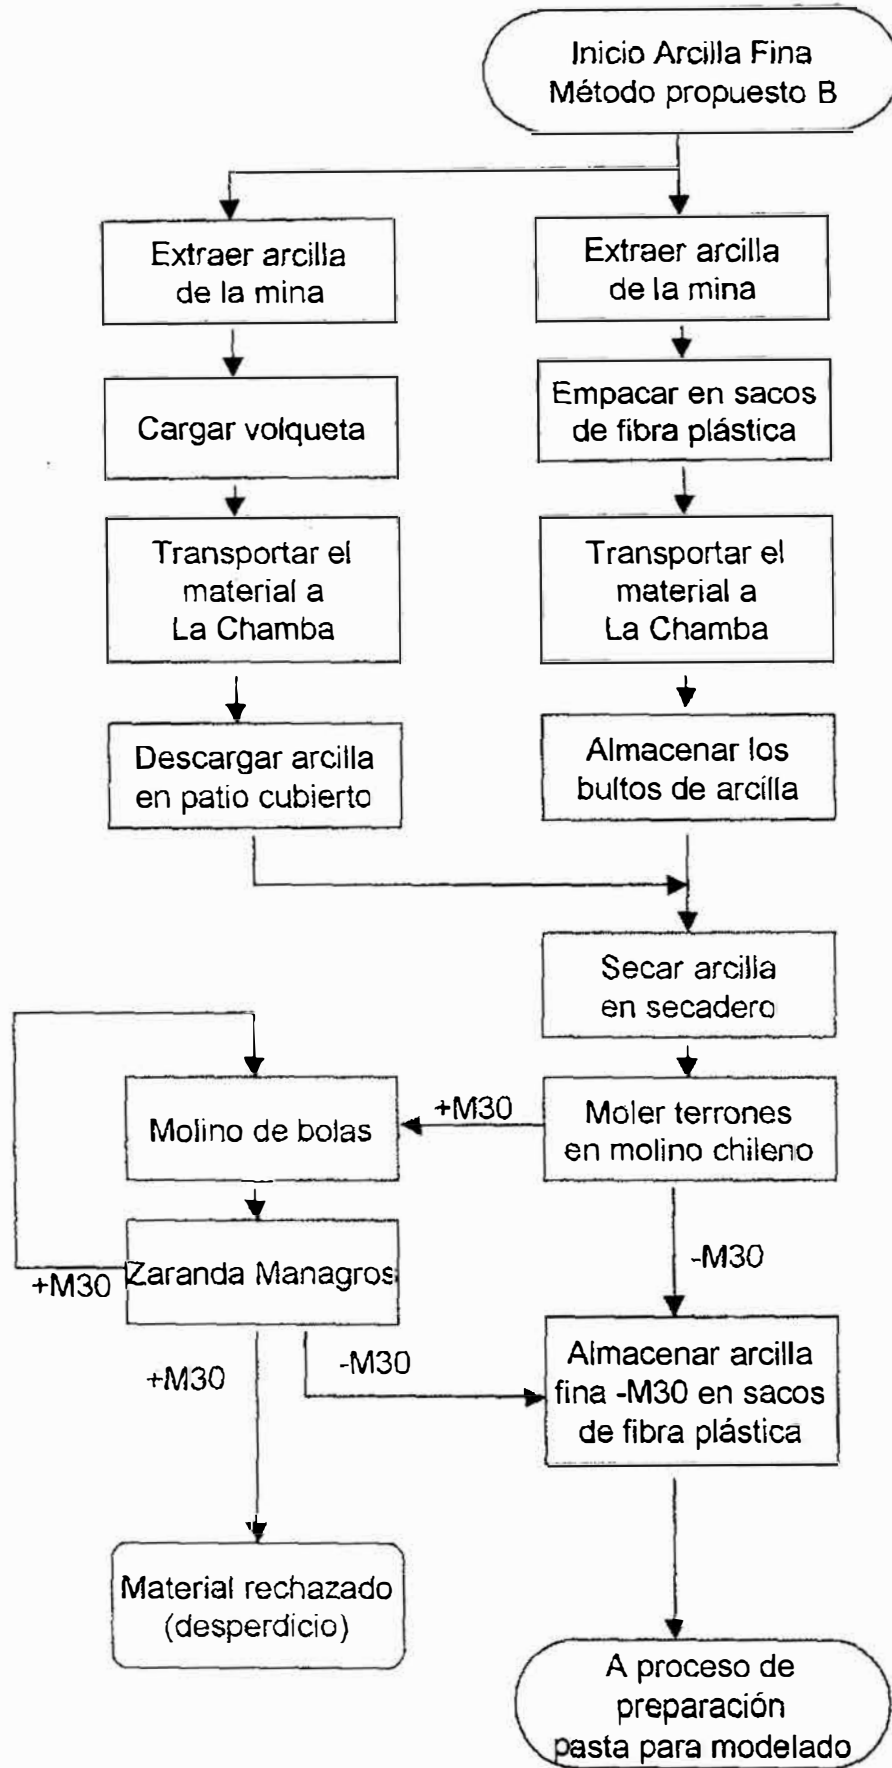 Inicio Arcilla Fina
Método propuesto B
Extraer arcilla
de la mina
Extraer arcilla
de la mina
Cargar volqueta
Empacar en sacos
de fibra plástica
Transportar el
material a
La Chamba
Transportar el
material a
La Chamba
Descargar arcilla
en patio cubierto
Almacenar los
bultos de arcilla
Secar arcilla
en secadero
Molino de bolas
+M30
Moler terrones
en molino chileno
+M30
Zaranda Managros
-M30
+M30
-M30
Almacenar arcilla
fina -M30 en sacos
de fibra plástica
Material rechazado
(desperdicio)
A proceso de
preparación
pasta para modelado